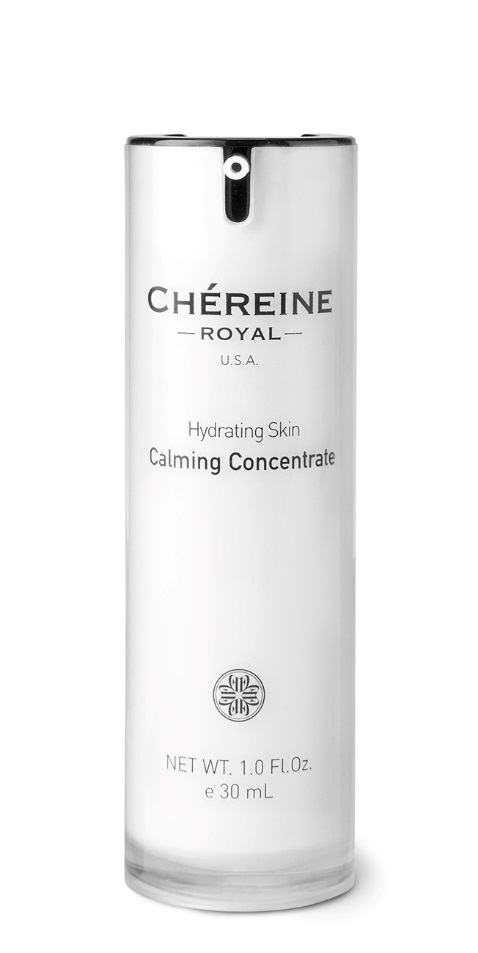 CHÉREINE
—ROYAL—
U.S.A.
Hydrating Skin
Calming Concentrate
NET WT. 1.0 Fl.Oz.
e 30 mL